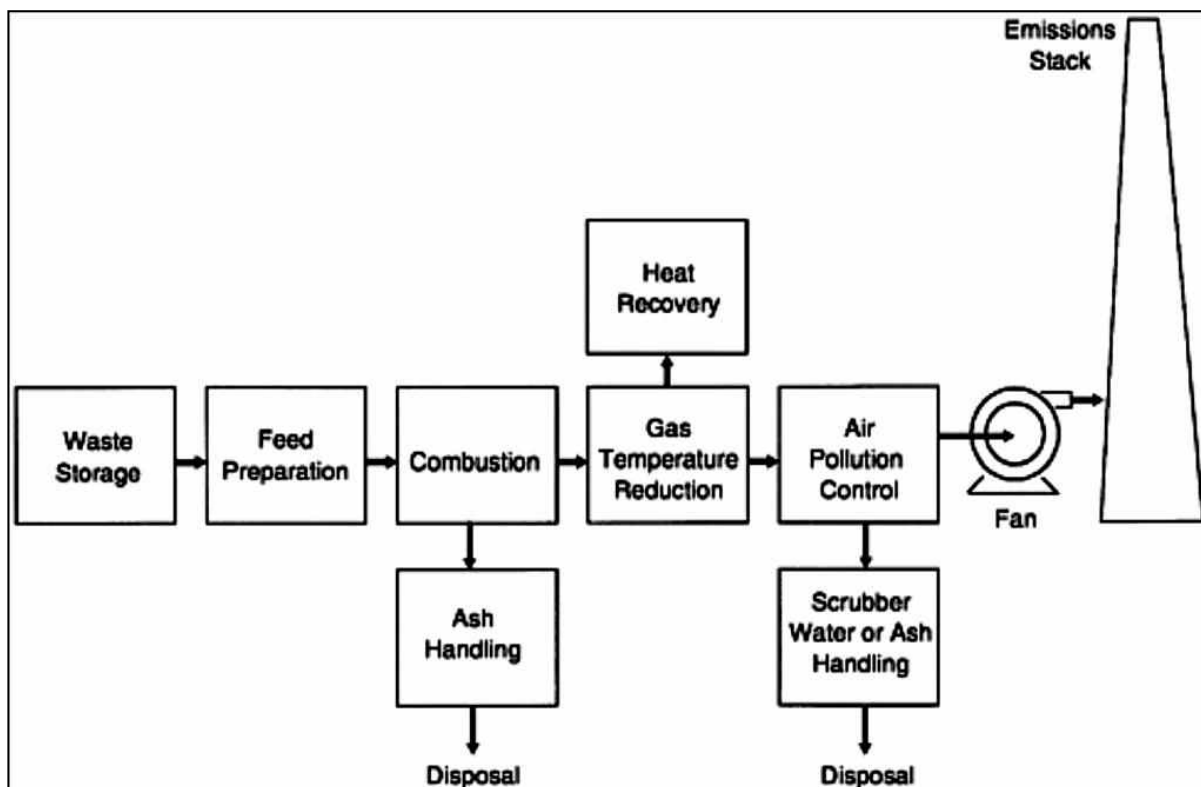 Emissions
Stack
Heat
Recovery
Waste
Storage
Feed
Preparation
Combustion
Gas
Temperature
Reduction
Air
Pollution
Control
Fan
Ash
Handling
Scrubber
Water or Ash
Handling
Disposal
Disposal